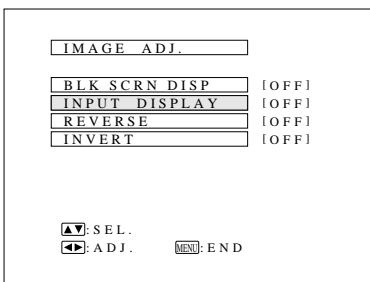 IMAGE ADJ.
BLK SCRN DISP [OFF]
INPUT DISPLAY [OFF]
REVERSE [OFF]
INVERT [OFF]
▲▼:SEL.
◀▶:ADJ. MENU:END